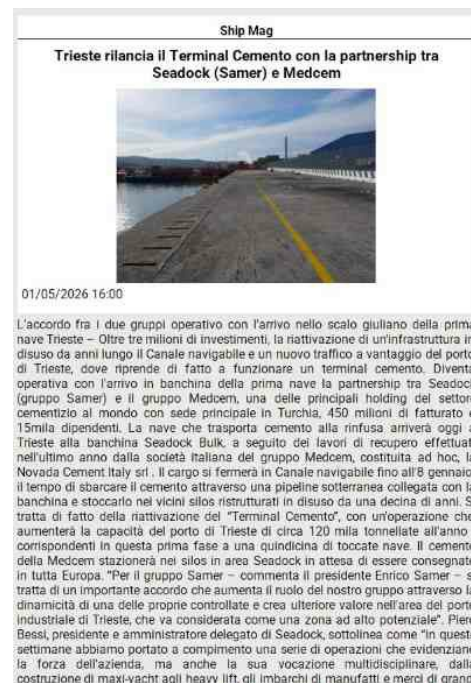 Ship Mag
Trieste rilancia il Terminal Cemento con la partnership tra
Seadock (Samer) e Medcem
01/05/2026 16:00
L'accordo fra i due gruppi operativo con l'arrivo nello scalo giuliano della prima
nave Trieste – Oltre tre milioni di investimenti, la riattivazione di un'infrastruttura in
disuso da anni lungo il Canale navigabile e un nuovo traffico a vantaggio del porto
di Trieste, dove riprende di fatto a funzionare un terminal cemento. Diventa
operativa con l'arrivo in banchina della prima nave la partnership tra Seadock
(gruppo Samer) e il gruppo Medcem, una delle principali holding del settore
cementizio al mondo con sede principale in Turchia, 450 milioni di fatturato e
15mila dipendenti. La nave che trasporta cemento alla rinfusa arriverà oggi a
Trieste alla banchina Seadock Bulk, a seguito dei lavori di recupero effettuati
nell'ultimo anno dalla società italiana del gruppo Medcem, costituita ad hoc, la
Novada Cement Italy srl . Il cargo si fermerà in Canale navigabile fino all'8 gennaio,
il tempo di sbarcare il cemento attraverso una pipeline sotterranea collegata con la
banchina e stoccarlo nei vicini silos ristrutturati in disuso da una decina di anni. Si
tratta di fatto della riattivazione del "Terminal Cemento", con un'operazione che
aumenterà la capacità del porto di Trieste di circa 120 mila tonnellate all'anno -
corrispondenti in questa prima fase a una quindicina di toccate nave. Il cemento
della Medcem stazionerà nei silos in area Seadock in attesa di essere consegnato
in tutta Europa. "Per il gruppo Samer – commenta il presidente Enrico Samer – si
tratta di un importante accordo che aumenta il ruolo del nostro gruppo attraverso la
dinamicità di una delle proprie controllate e crea ulteriore valore nell'area del porto
industriale di Trieste, che va considerata come una zona ad alto potenziale". Piero
Bessi, presidente e amministratore delegato di Seadock, sottolinea come "in queste
settimane abbiamo portato a compimento una serie di operazioni che evidenziano
la forza dell'azienda, ma anche la sua vocazione multidisciplinare, dalla
costruzione di maxi-yacht agli heavy lift, gli imbarchi di manufatti e merci di grandi